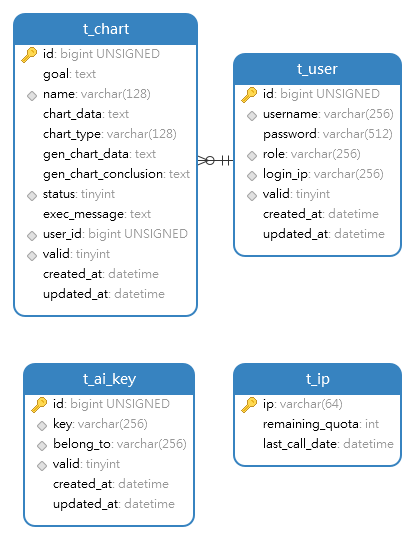 t_chart
id: bigint UNSIGNED
goal: text
name: varchar(128)
chart_data: text
chart_type: varchar(128)
gen_chart_data: text
gen_chart_conclusion: text
status: tinyint
exec_message: text
user_id: bigint UNSIGNED
valid: tinyint
created_at: datetime
updated_at: datetime
t_user
id: bigint UNSIGNED
username: varchar(256)
password: varchar(512)
role: varchar(256)
login_ip: varchar(256)
valid: tinyint
created_at: datetime
updated_at: datetime
t_ai_key
id: bigint UNSIGNED
key: varchar(256)
belong_to: varchar(256)
valid: tinyint
created_at: datetime
updated_at: datetime
t_ip
ip: varchar(64)
remaining_quota: int
last_call_date: datetime